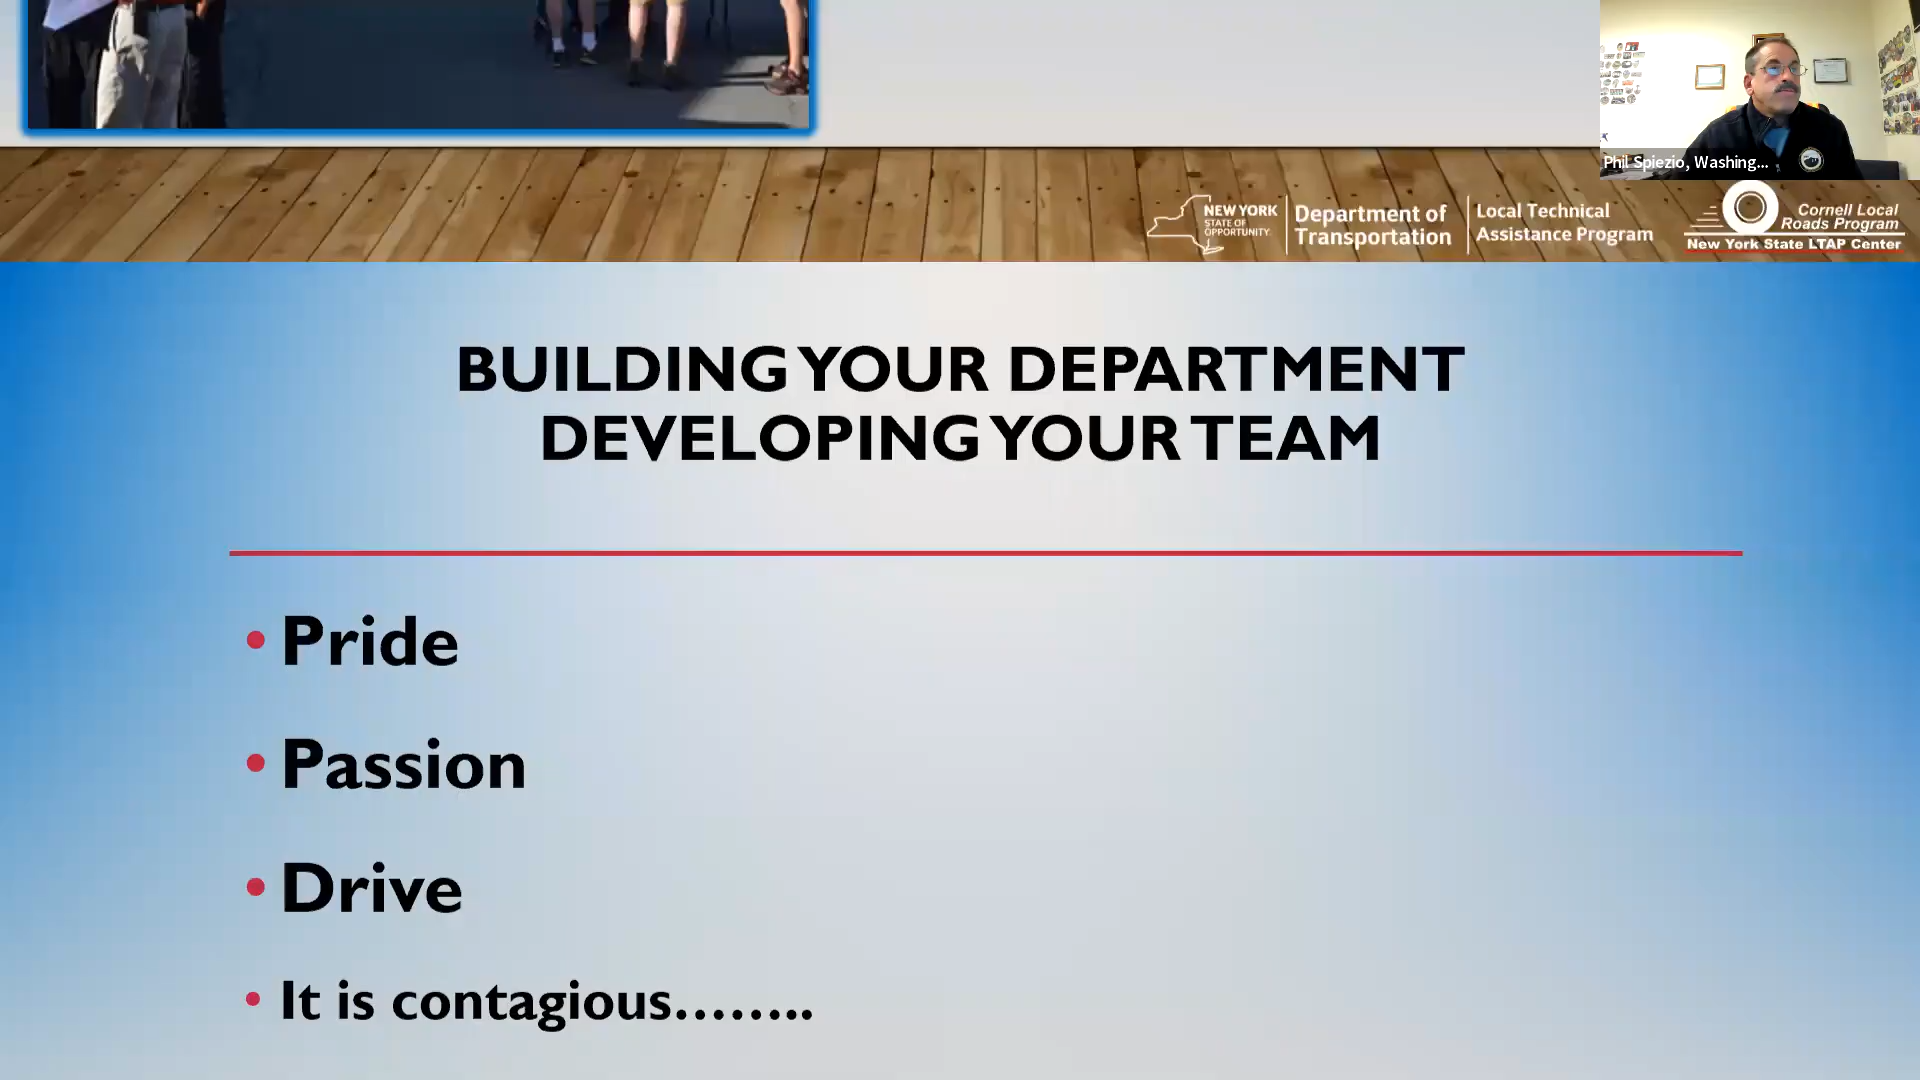 Phil Spiezio, Washing...
NEW YORK
STATE OF
OPPORTUNITY.
Department of
Transportation
Local Technical
Assistance Program
Cornell Local
Roads Program
New York State LTAP Center
BUILDING YOUR DEPARTMENT
DEVELOPING YOUR TEAM
• Pride
• Passion
• Drive
• It is contagious……..